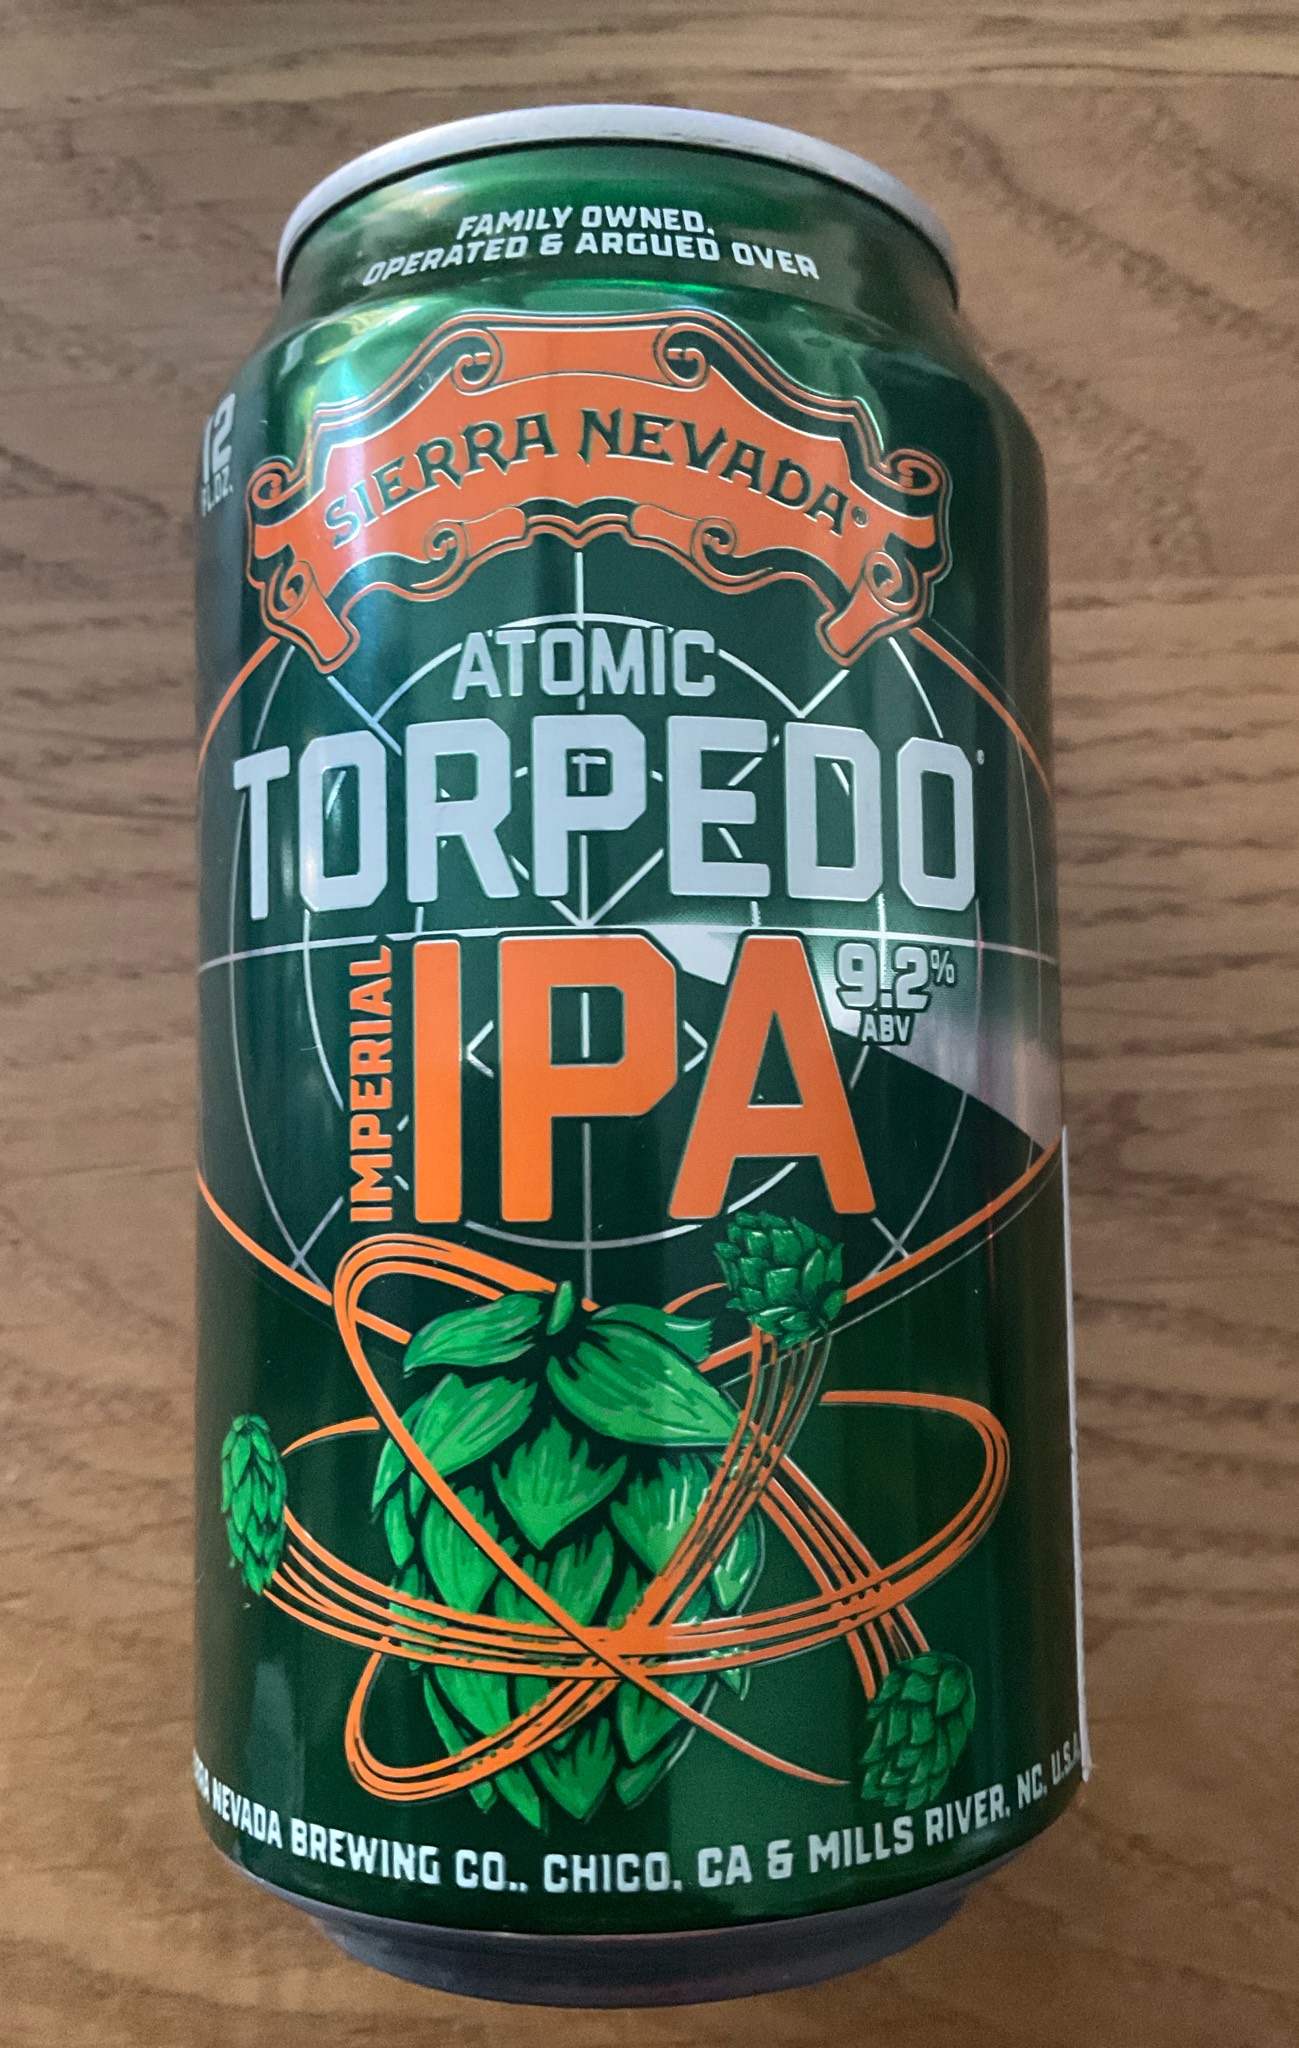 FAMILY OWNED,
OPERATED & ARGUED OVER
12
FL.OZ.
SIERRA NEVADA®
ATOMIC
TORPEDO®
IMPERIAL
IPA
9.2%
ABV
NEVADA BREWING CO., CHICO, CA & MILLS RIVER, NC, U.S.A.